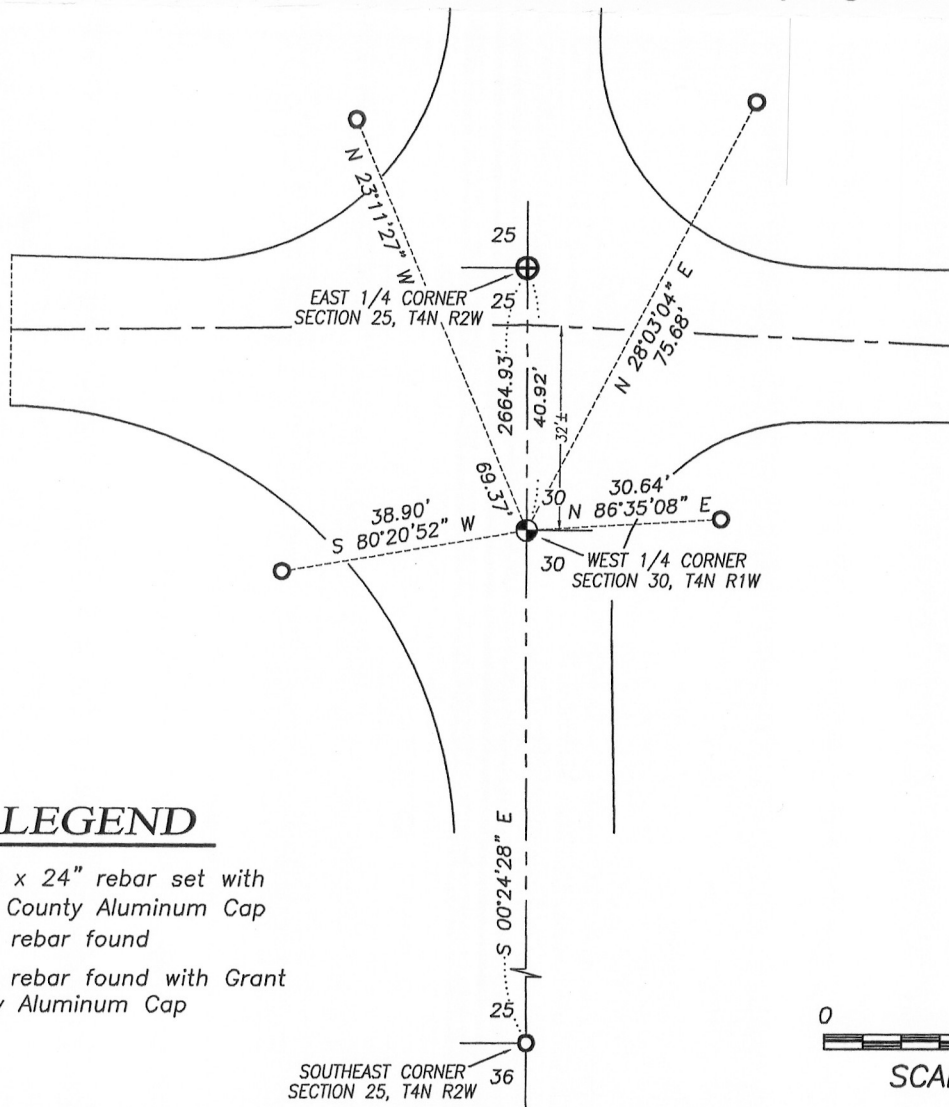 N 23°11'27" W
69.37'
N 28°03'04" E
75.68'
25
EAST 1/4 CORNER
SECTION 25, T4N R2W
25
2664.93'
40.92'
32'±
38.90'
S 80°20'52" W
30
30.64'
N 86°35'08" E
30
WEST 1/4 CORNER
SECTION 30, T4N R1W
S 00°24'28" E
LEGEND
x 24" rebar set with
County Aluminum Cap
rebar found
rebar found with Grant
Aluminum Cap
25
SOUTHEAST CORNER
SECTION 25, T4N R2W
36
0